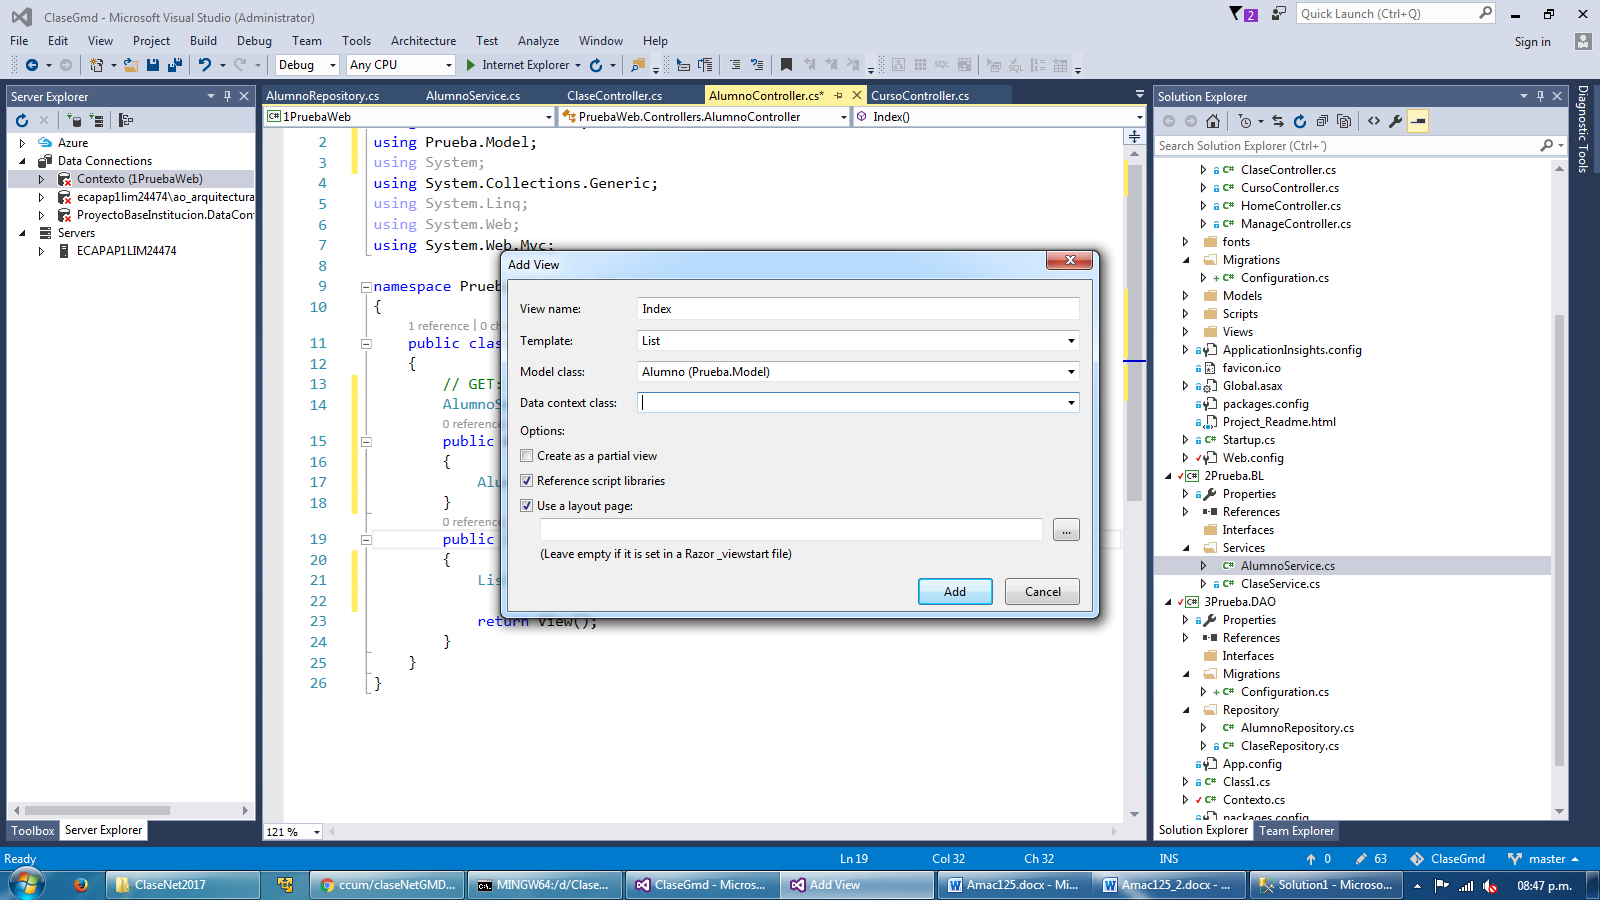 ClaseGmd - Microsoft Visual Studio (Administrator)
2
Quick Launch (Ctrl+Q)
File Edit View Project Build Debug Team Tools Architecture Test Analyze Window Help
Sign in
Debug Any CPU Internet Explorer
Server Explorer
Azure
Data Connections
Contexto (1PruebaWeb)
ecapap1lim24474\ao_arquitectura
ProyectoBaseInstitucion.DataCon
Servers
ECAPAP1LIM24474
Toolbox Server Explorer
AlumnoRepository.cs AlumnoService.cs ClaseController.cs AlumnoController.cs* CursoController.cs
1PruebaWeb PruebaWeb.Controllers.AlumnoController Index()
2 using Prueba.Model;
3 using System;
4 using System.Collections.Generic;
5 using System.Linq;
6 using System.Web;
7 using System.Web.Mvc;
8
9 namespace Prueb
10 {
1 reference | 0 ch
11 public clas
12 {
13 // GET:
14 AlumnoS
0 reference
15 public
16 {
17 Alu
18 }
0 reference
19 public
20 {
21 Lis
22
23 return View();
24 }
25 }
26 }
121 %
Add View
View name: Index
Template: List
Model class: Alumno (Prueba.Model)
Data context class:
Options:
Create as a partial view
Reference script libraries
Use a layout page:
...
(Leave empty if it is set in a Razor _viewstart file)
Add Cancel
Solution Explorer
Search Solution Explorer (Ctrl+´)
ClaseController.cs
CursoController.cs
HomeController.cs
ManageController.cs
fonts
Migrations
Configuration.cs
Models
Scripts
Views
ApplicationInsights.config
favicon.ico
Global.asax
packages.config
Project_Readme.html
Startup.cs
Web.config
2Prueba.BL
Properties
References
Interfaces
Services
AlumnoService.cs
ClaseService.cs
3Prueba.DAO
Properties
References
Interfaces
Migrations
Configuration.cs
Repository
AlumnoRepository.cs
ClaseRepository.cs
App.config
Class1.cs
Contexto.cs
packages.config
Solution Explorer Team Explorer
Diagnostic Tools
Ready Ln 19 Col 32 Ch 32 INS 0 63 ClaseGmd master
ClaseNet2017 ccum/claseNetGMD... MINGW64:/d/Clase... ClaseGmd - Micros... Add View Amac125.docx - Mi... Amac125_2.docx - ... Solution1 - Microso... 08:47 p.m.